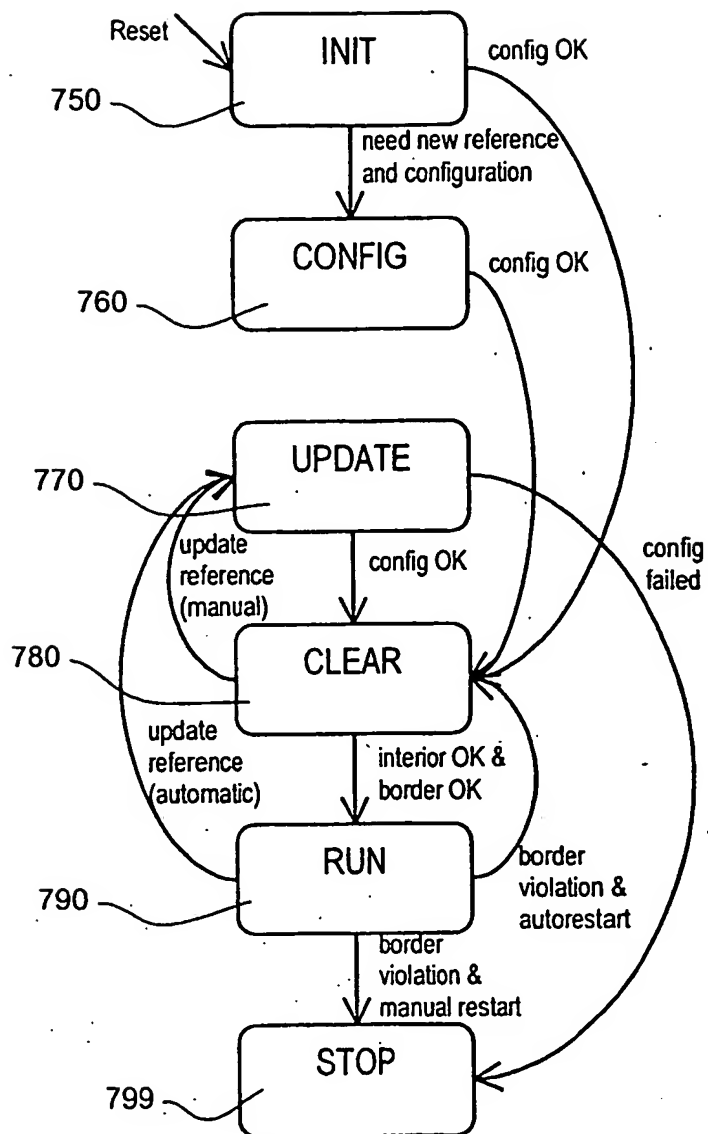 Reset
INIT
config OK
750
need new reference
and configuration
CONFIG
config OK
760
UPDATE
770
update
reference
(manual)
config OK
config
failed
780
CLEAR
update
reference
(automatic)
interior OK &
border OK
RUN
790
border
violation &
autorestart
border
violation &
manual restart
STOP
799